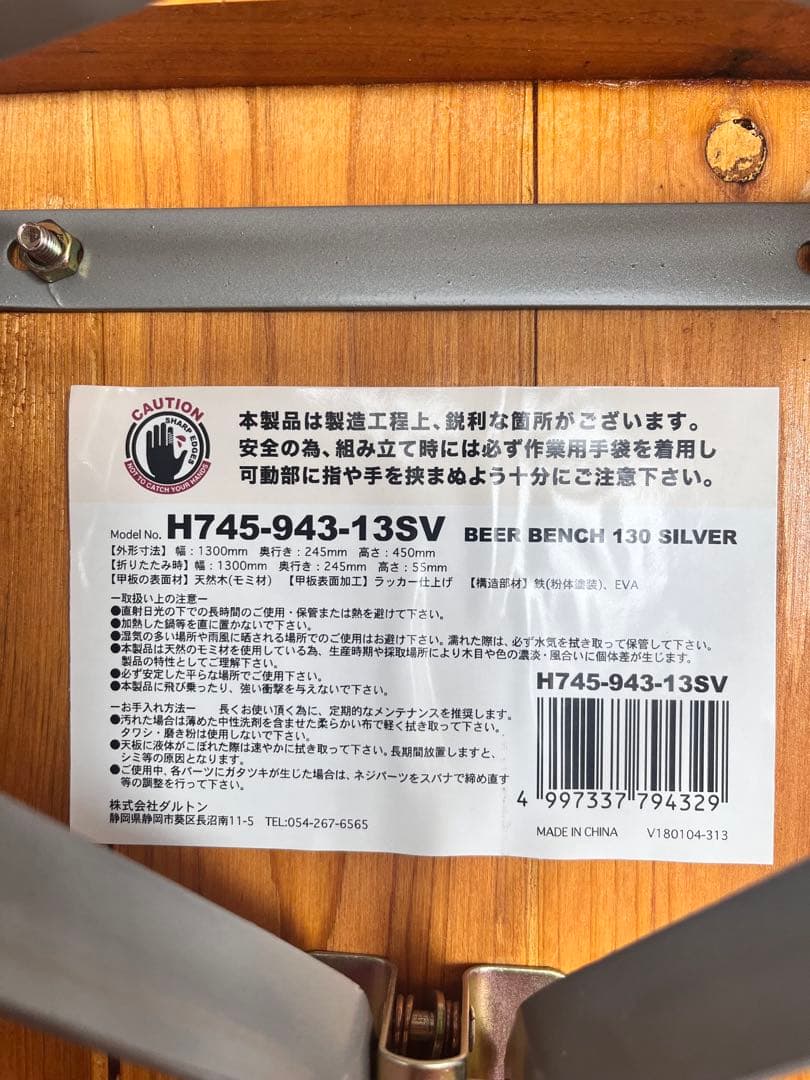 CAUTION
SHARP EDGES
NOT TO CATCH YOUR HANDS
本製品は製造工程上、鋭利な箇所がございます。
安全の為、組み立て時には必ず作業用手袋を着用し
可動部に指や手を挟まぬよう十分にご注意下さい。
Model No. H745-943-13SV BEER BENCH 130 SILVER
【外形寸法】 幅：1300mm 奥行き：245mm 高さ：450mm
【折りたたみ時】幅：1300mm 奥行き：245mm 高さ：55mm
【甲板の表面材】天然木(モミ材) 【甲板表面加工】ラッカー仕上げ 【構造部材】鉄(粉体塗装)、EVA
ー取扱い上の注意ー
●直射日光の下での長時間のご使用・保管または熱を避けて下さい。
●加熱した鍋等を直に置かないで下さい。
●湿気の多い場所や雨風に晒される場所でのご使用はお避け下さい。濡れた際は、必ず水気を拭き取って保管して下さい。
●本製品は天然のモミ材を使用している為、生産時期や採取場所により木目や色の濃淡・風合いに個体差が生じます。
製品の特性としてご理解下さい。
●必ず安定した平らな場所でご使用下さい。
●本製品に飛び乗ったり、強い衝撃を与えないで下さい。
ーお手入れ方法ー 長くお使い頂く為に、定期的なメンテナンスを推奨します。
●汚れた場合は薄めた中性洗剤を含ませた柔らかい布で軽く拭き取って下さい。
タワシ・磨き粉は使用しないで下さい。
●天板に液体がこぼれた際は速やかに拭き取って下さい。長期間放置しますと、
シミ等の原因となります。
●ご使用中、各パーツにガタツキが生じた場合は、ネジパーツをスパナで締め直す
等の調整を行って下さい。
株式会社ダルトン
静岡県静岡市葵区長沼南11-5 TEL:054-267-6565
H745-943-13SV
4 997337 794329
MADE IN CHINA V180104-313